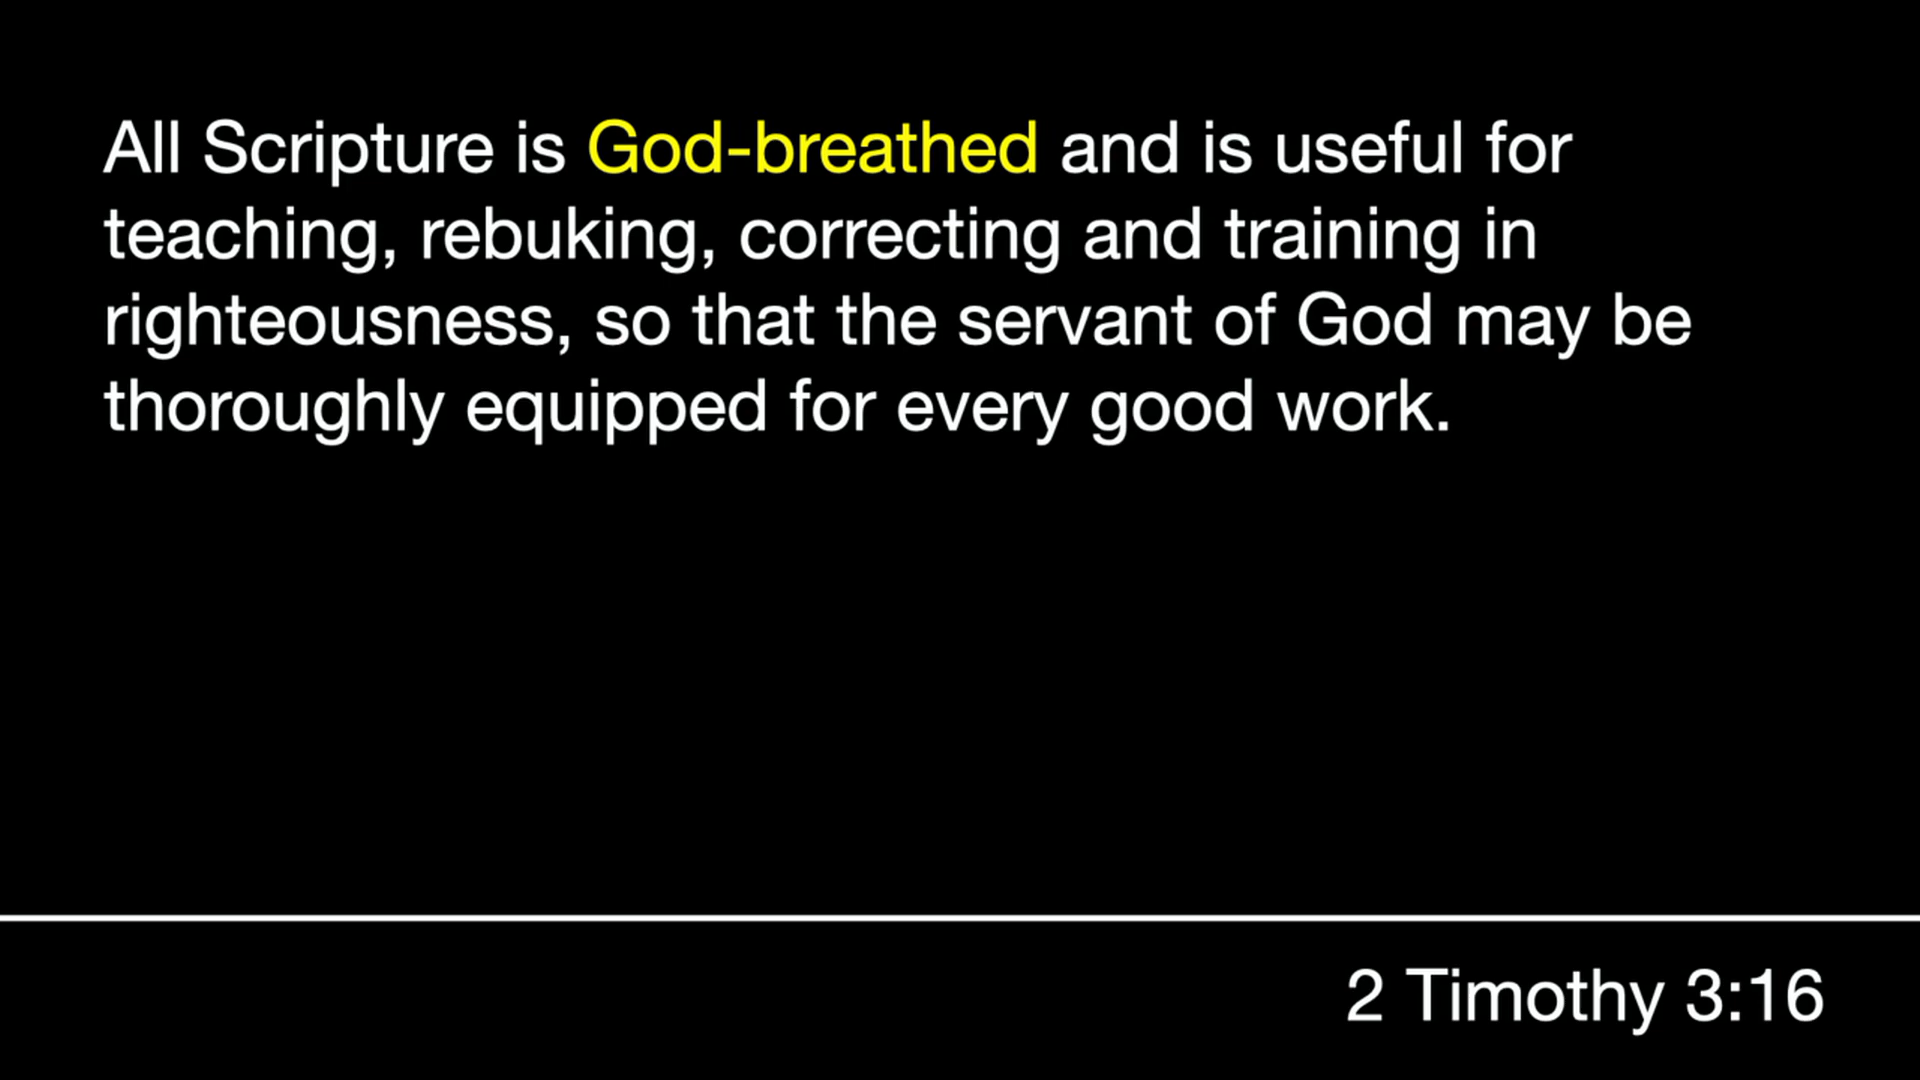 All Scripture is God-breathed and is useful for
teaching, rebuking, correcting and training in
righteousness, so that the servant of God may be
thoroughly equipped for every good work.
2 Timothy 3:16